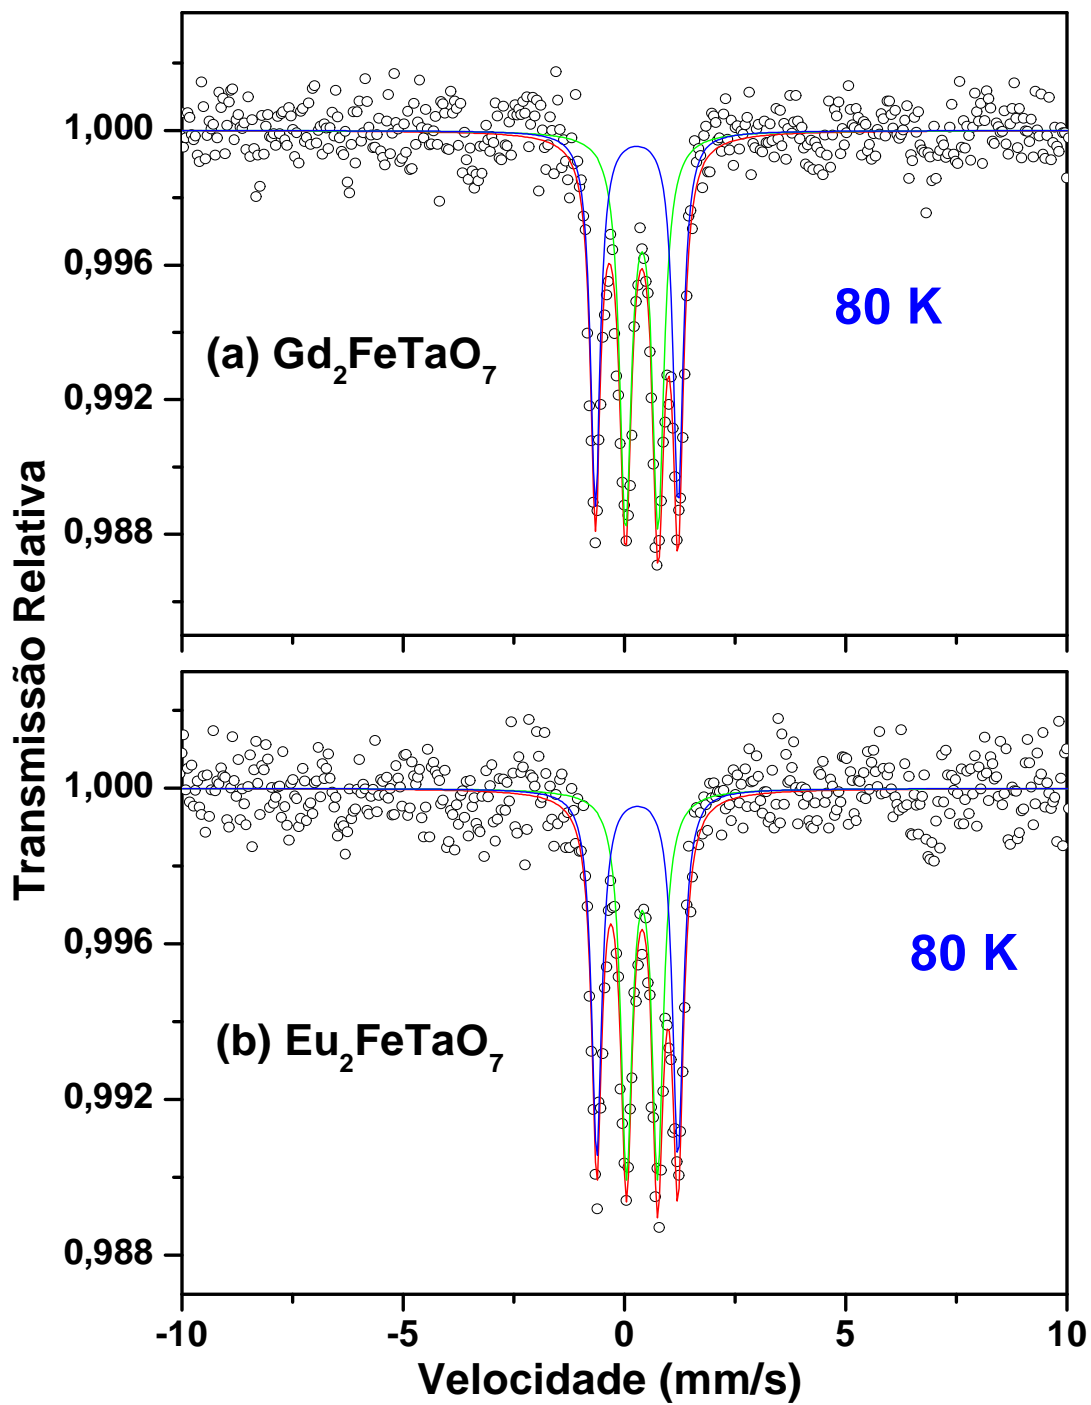 Transmissão Relativa
1,000
0,996
0,992
0,988
80 K
(a) Gd₂FeTaO₇
1,000
0,996
0,992
0,988
80 K
(b) Eu₂FeTaO₇
-10 -5 0 5 10
Velocidade (mm/s)